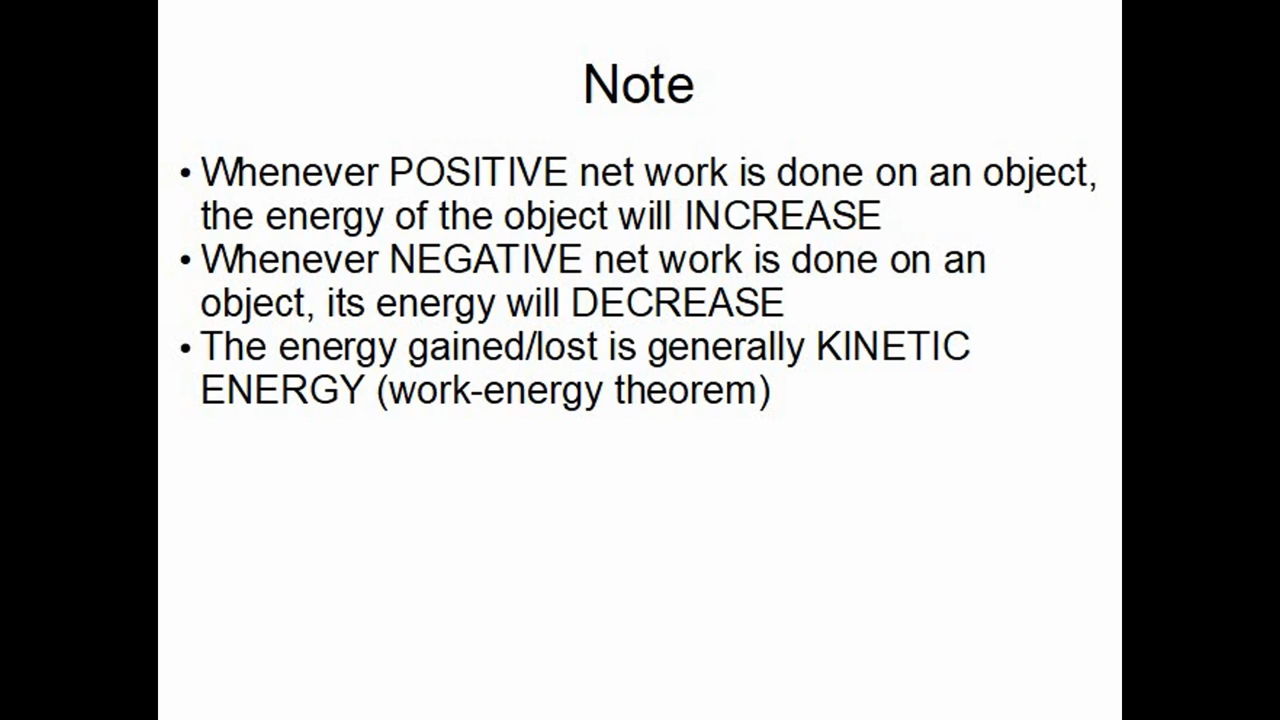 Note
• Whenever POSITIVE net work is done on an object,
the energy of the object will INCREASE
• Whenever NEGATIVE net work is done on an
object, its energy will DECREASE
• The energy gained/lost is generally KINETIC
ENERGY (work-energy theorem)